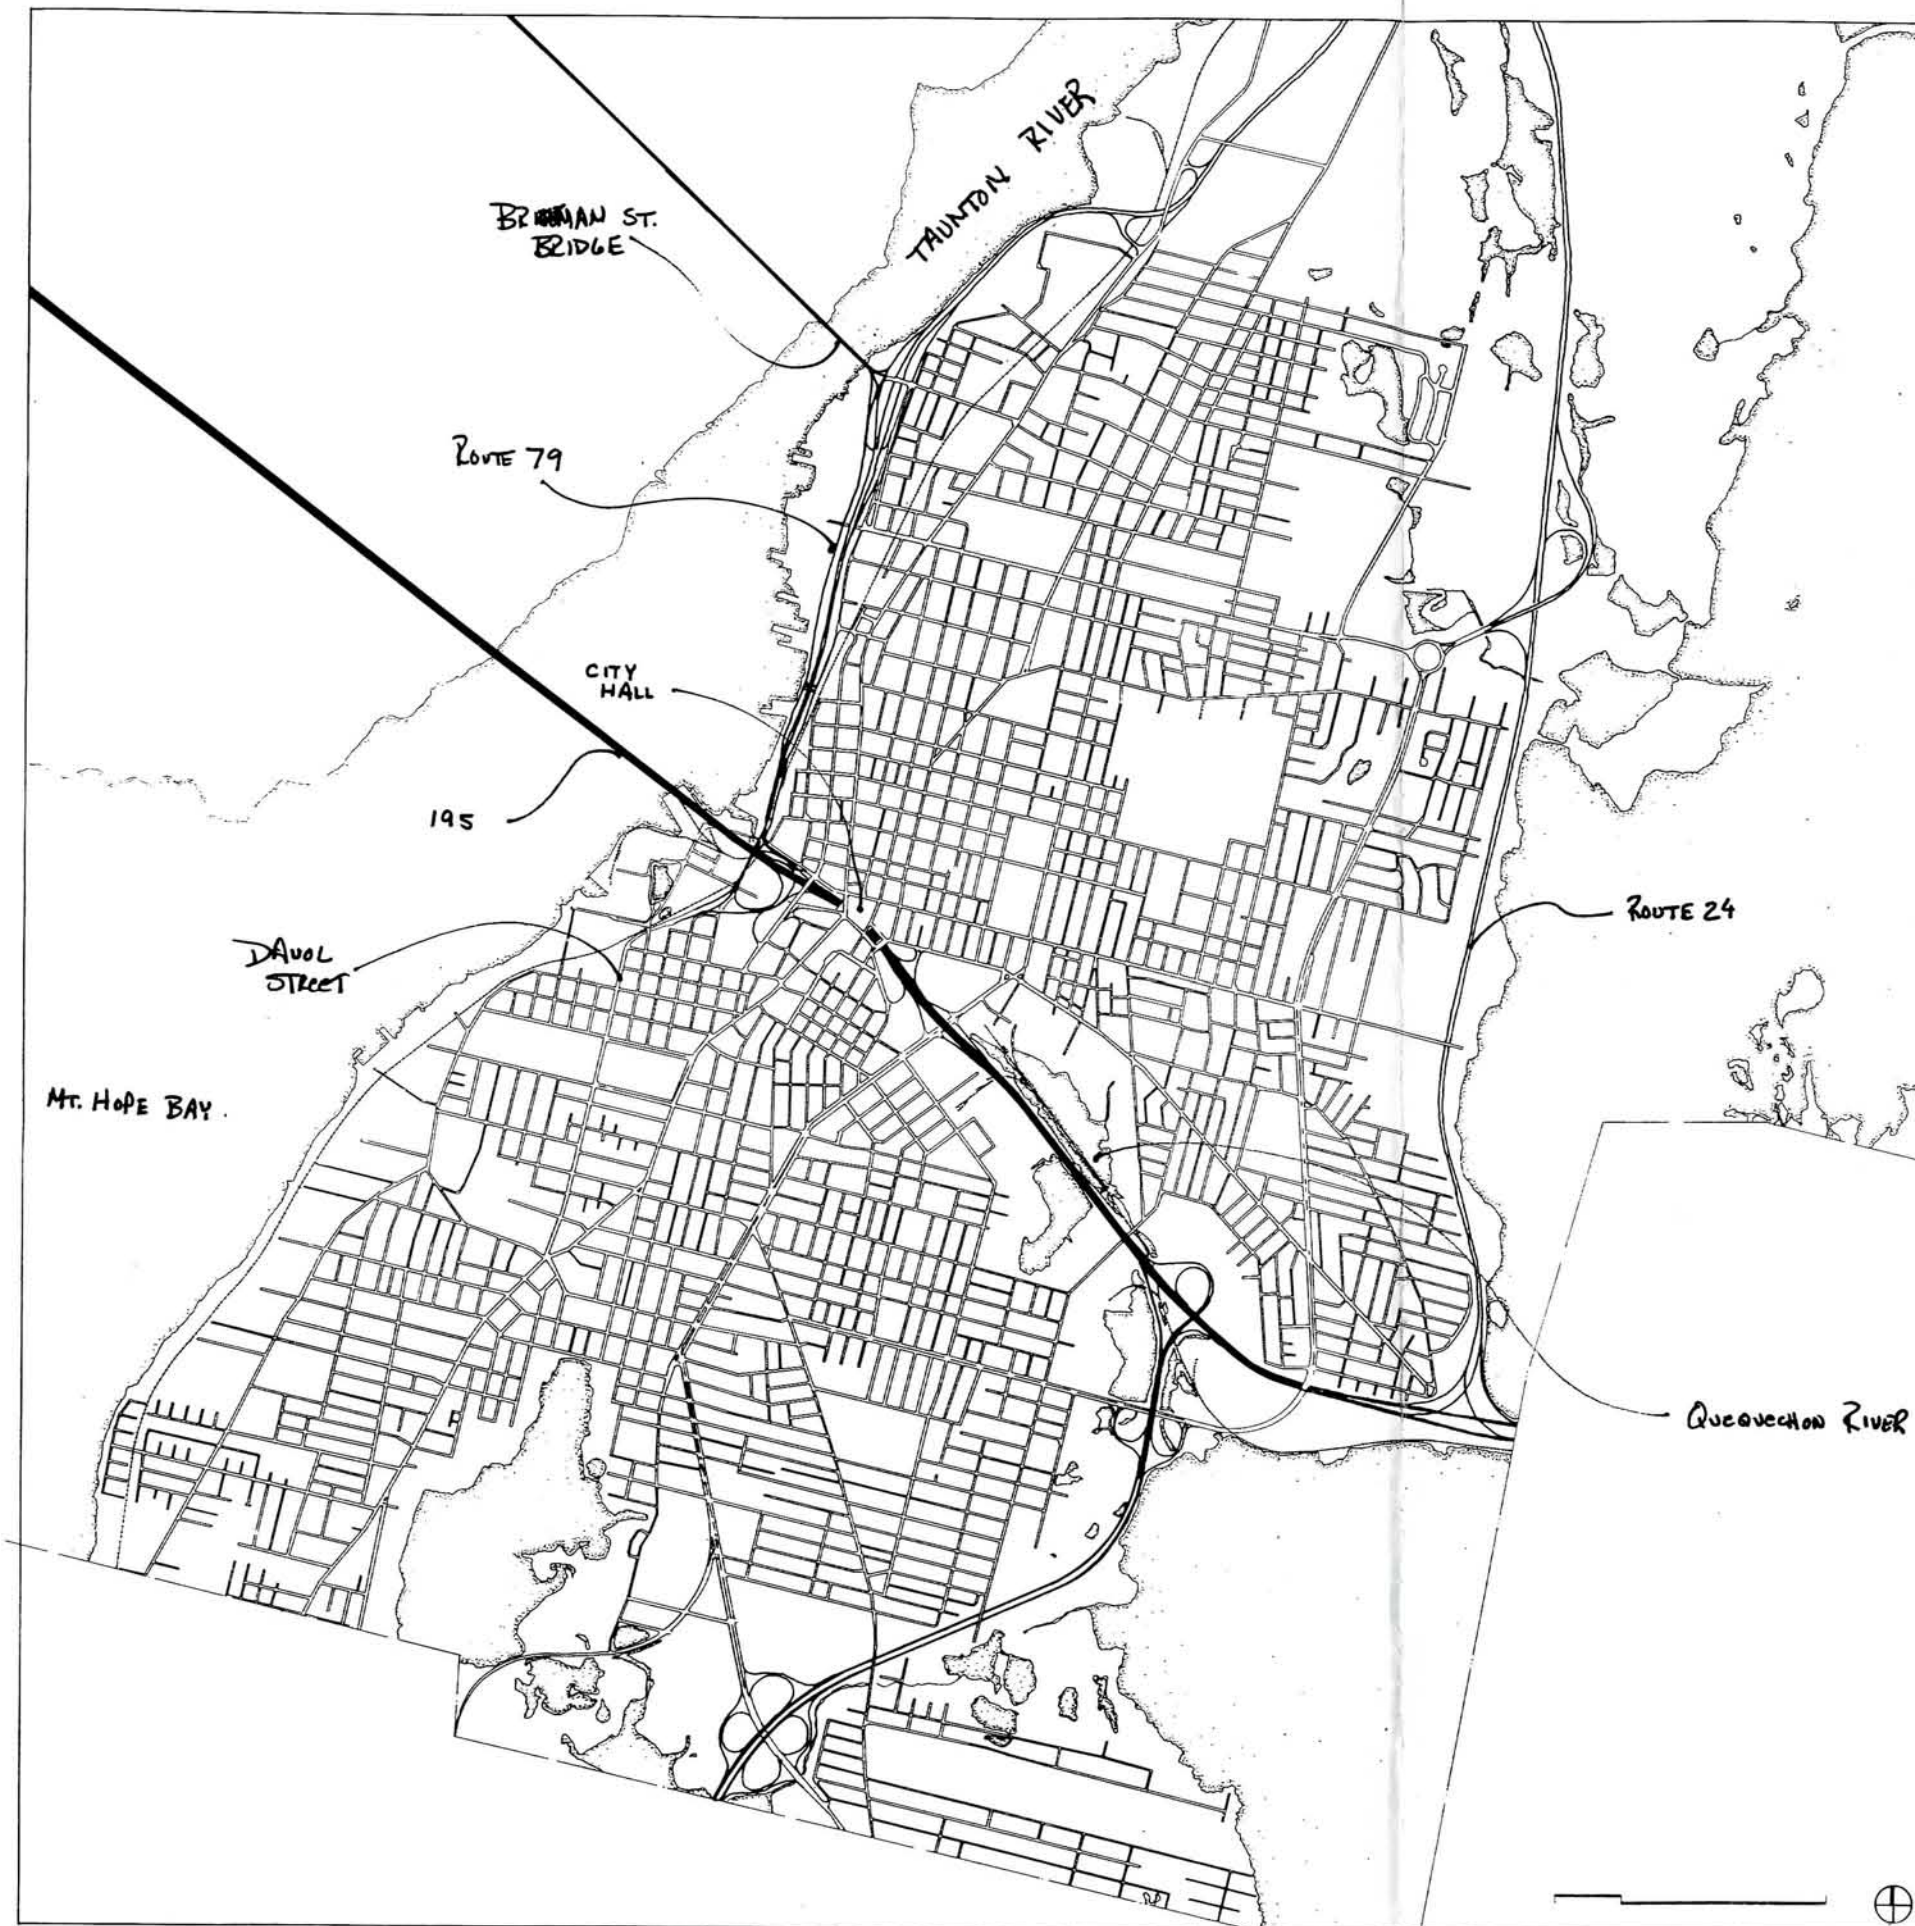 TAUNTON RIVER
ST.
BRIDGE
ROUTE 79
CITY
HALL
195
ROUTE 24
DAVOL
STREET
MT. HOPE BAY.
QUEQUECHON RIVER